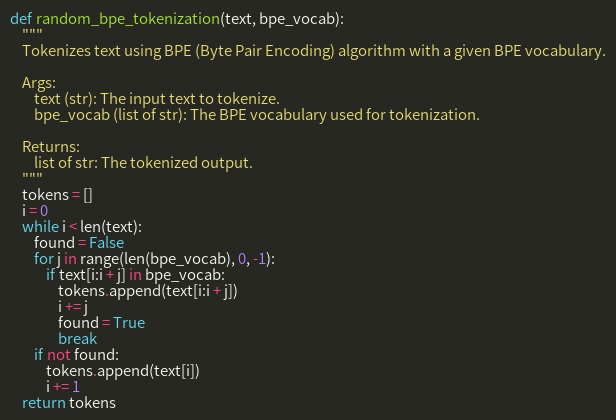 def random_bpe_tokenization(text, bpe_vocab):
    """
    Tokenizes text using BPE (Byte Pair Encoding) algorithm with a given BPE vocabulary.

    Args:
        text (str): The input text to tokenize.
        bpe_vocab (list of str): The BPE vocabulary used for tokenization.

    Returns:
        list of str: The tokenized output.
    """
    tokens = []
    i = 0
    while i < len(text):
        found = False
        for j in range(len(bpe_vocab), 0, -1):
            if text[i:i + j] in bpe_vocab:
                tokens.append(text[i:i + j])
                i += j
                found = True
                break
        if not found:
            tokens.append(text[i])
            i += 1
    return tokens